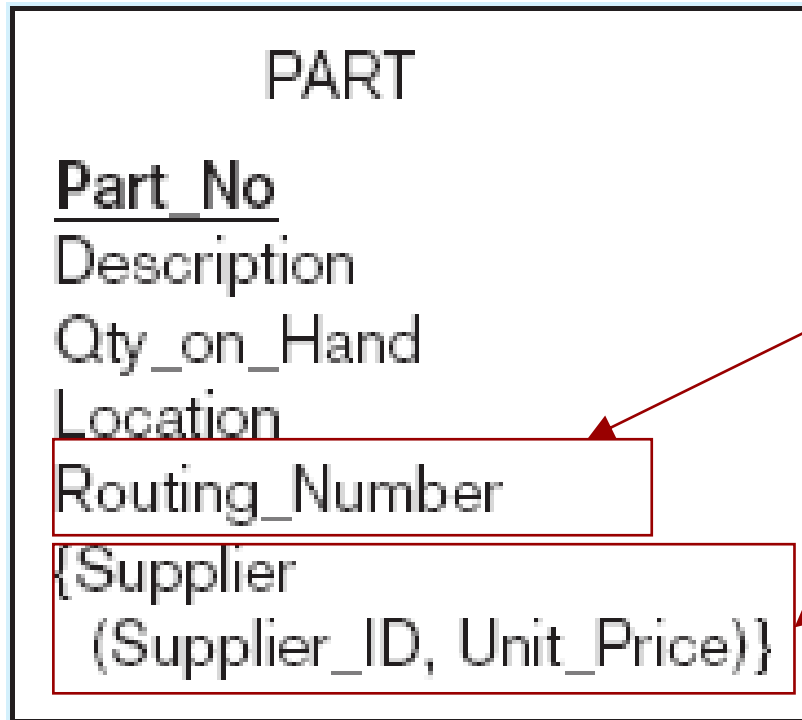 PART
Part_No
Description
Qty_on_Hand
Location
Routing_Number
{Supplier
(Supplier_ID, Unit_Price)}